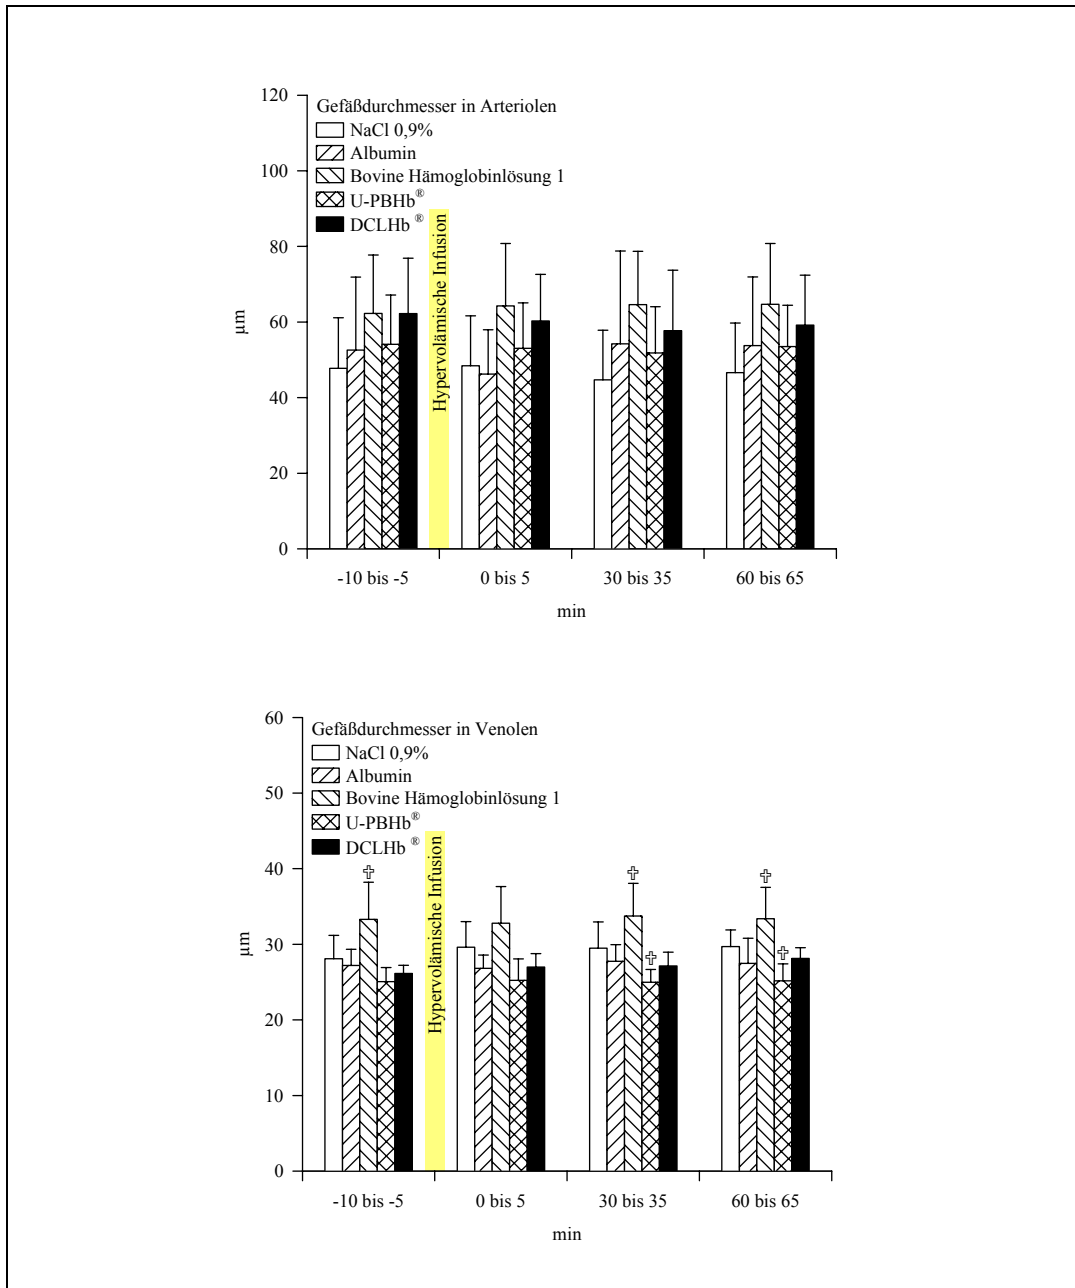 120
100
80
60
40
20
0
µm
Gefäßdurchmesser in Arteriolen
NaCl 0,9%
Albumin
Bovine Hämoglobinlösung 1
U-PBHb®
DCLHb ®
Hypervolämische Infusion
-10 bis -5
0 bis 5
30 bis 35
60 bis 65
min
60
50
40
30
20
10
0
µm
Gefäßdurchmesser in Venolen
NaCl 0,9%
Albumin
Bovine Hämoglobinlösung 1
U-PBHb®
DCLHb ®
Hypervolämische Infusion
✞
✞
✞
✞
✞
-10 bis -5
0 bis 5
30 bis 35
60 bis 65
min